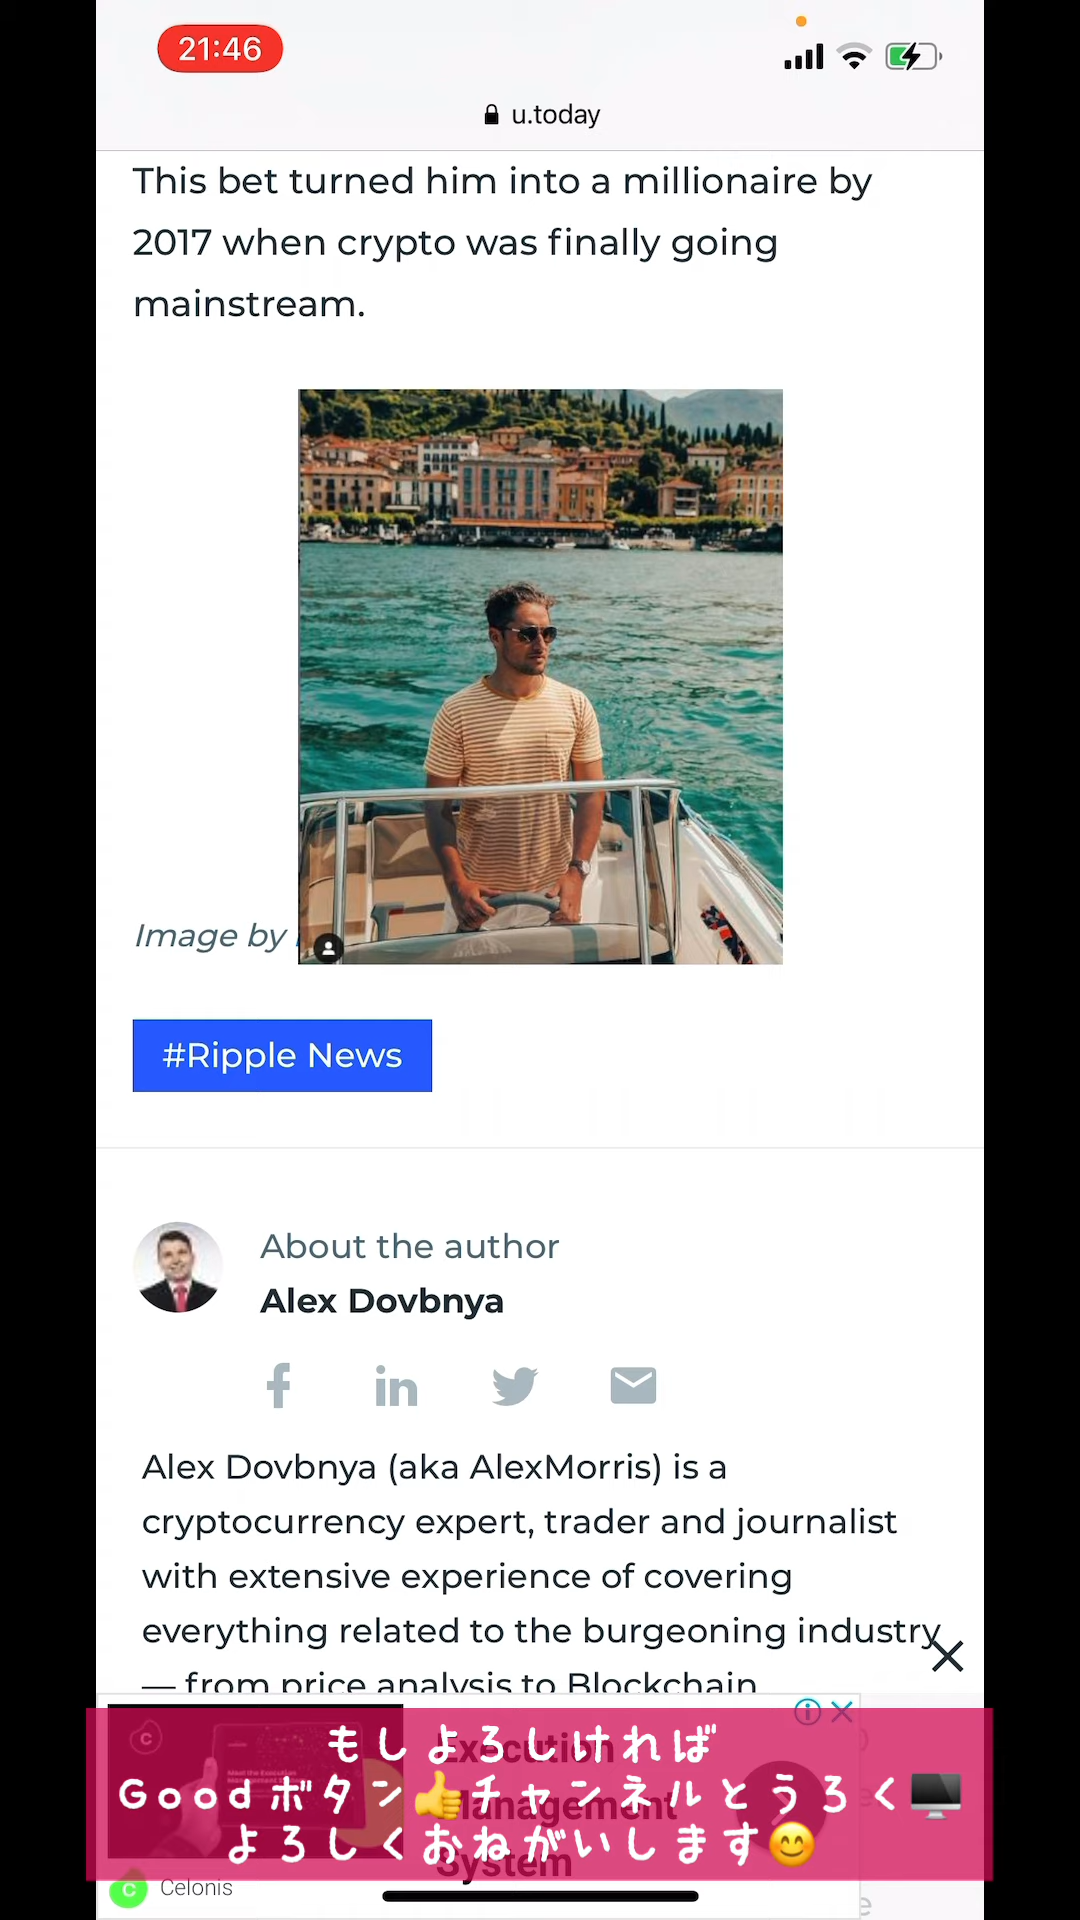 21:46
u.today
This bet turned him into a millionaire by
2017 when crypto was finally going
mainstream.
Image by
#Ripple News
About the author
Alex Dovbnya
Alex Dovbnya (aka AlexMorris) is a
cryptocurrency expert, trader and journalist
with extensive experience of covering
everything related to the burgeoning industry
— from price analysis to Blockchain
もしよろしければ
Goodボタン👍チャンネルとうろく🖥️
よろしくおねがいします😊
Execution
Management
System
Celonis